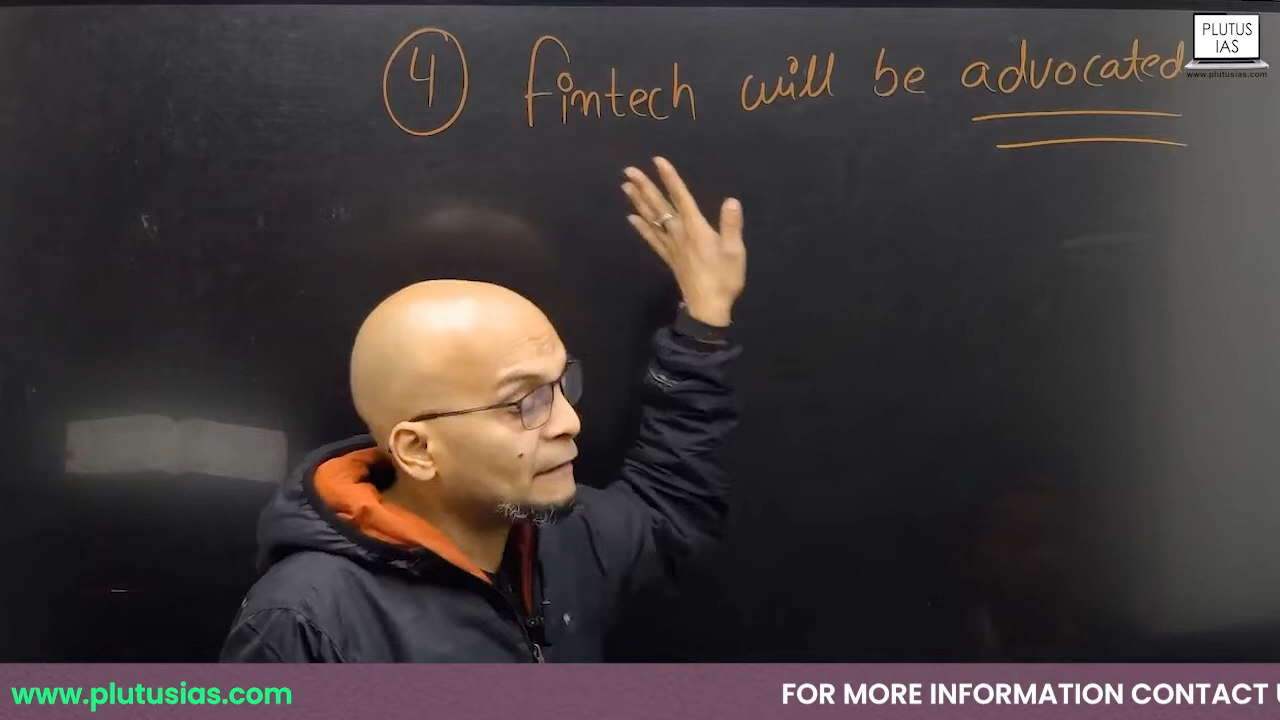 4 Fintech will be advocated
PLUTUS
IAS
www.plutusias.com
www.plutusias.com
FOR MORE INFORMATION CONTACT U